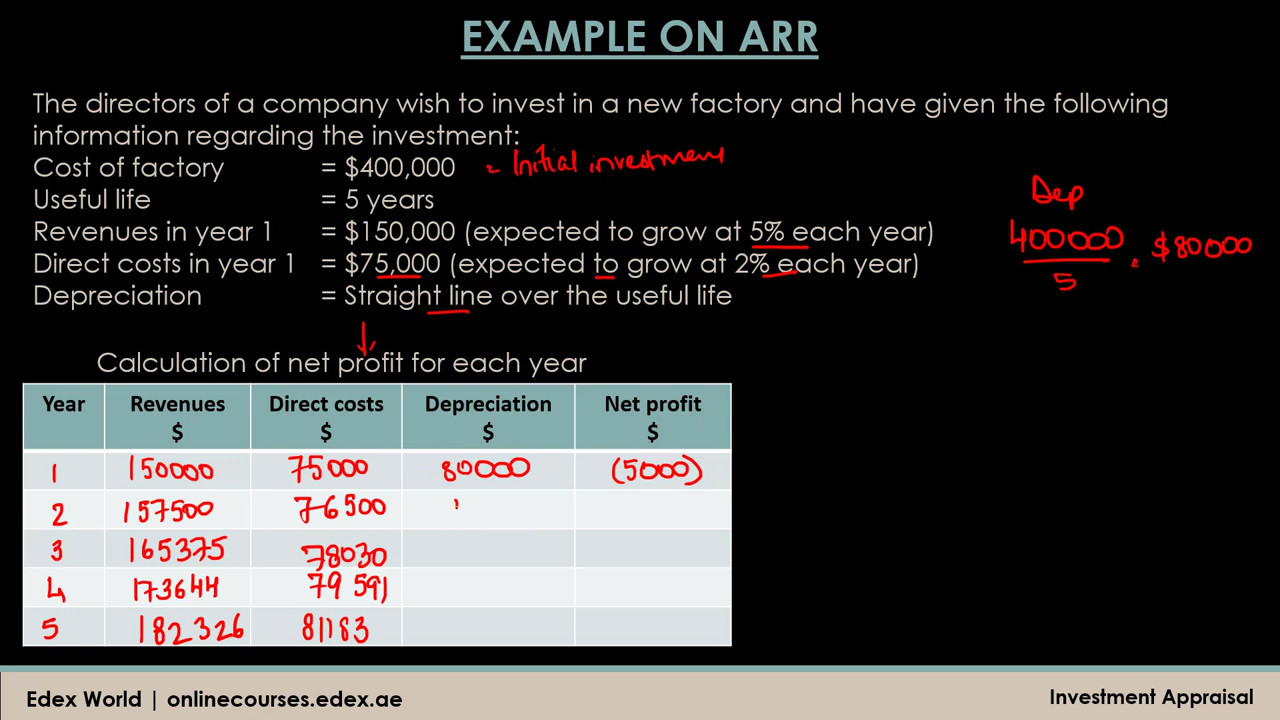 EXAMPLE ON ARR
The directors of a company wish to invest in a new factory and have given the following
information regarding the investment:
Cost of factory = $400,000 = Initial investment
Useful life = 5 years
Revenues in year 1 = $150,000 (expected to grow at 5% each year)
Direct costs in year 1 = $75,000 (expected to grow at 2% each year)
Depreciation = Straight line over the useful life
Dep
400000
5
= $80000
Calculation of net profit for each year
Year Revenues $ Direct costs $ Depreciation $ Net profit $
1 150000 75000 80000 (5000)
2 157500 76500 "
3 165375 78030
4 173644 79591
5 182326 81183
Edex World | onlinecourses.edex.ae
Investment Appraisal